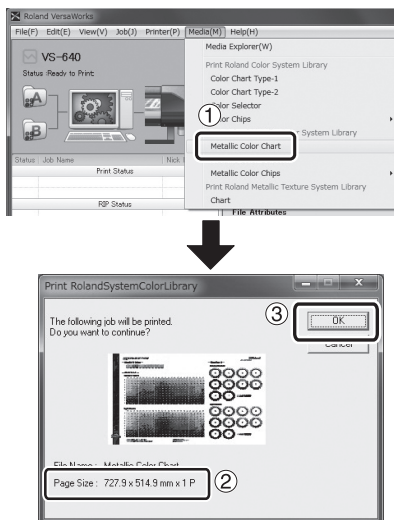 Roland VersaWorks
File(F) Edit(E) View(V) Job(J) Printer(P) Media(M) Help(H)
VS-640
Status :Ready to Print
A
B
Status Job Name Nick
Print Status
RIP Status
Media Explorer(W)
Print Roland Color System Library
Color Chart Type-1
Color Chart Type-2
Color Selector
Color Chips
System Library
Metallic Color Chart
Metallic Color Chips
Print Roland Metallic Texture System Library
Chart
File Attributes
①
Print RolandSystemColorLibrary
The following job will be printed.
Do you want to continue?
③
OK
Cancel
File Name : Metallic Color Chart
Page Size : 727.9 x 514.9 mm x 1 P
②